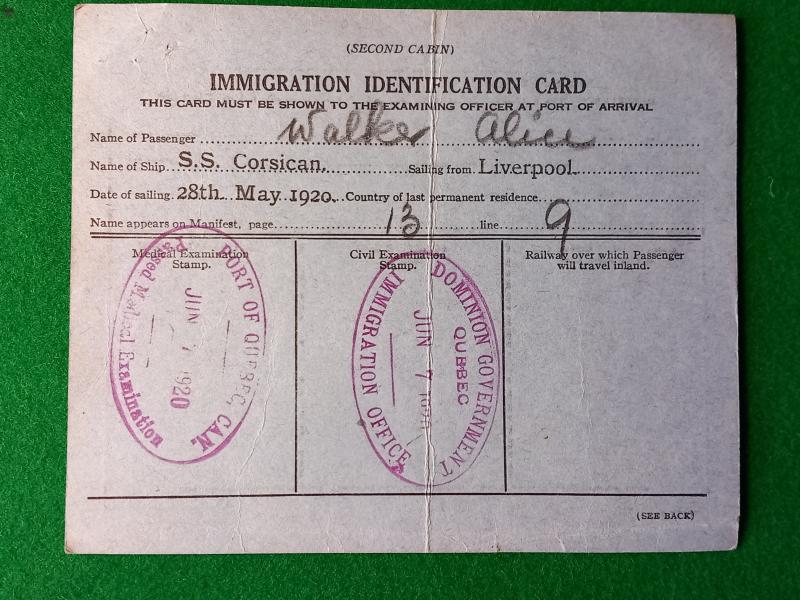 (SECOND CABIN)
IMMIGRATION IDENTIFICATION CARD
THIS CARD MUST BE SHOWN TO THE EXAMINING OFFICER AT PORT OF ARRIVAL
Name of Passenger Walker Alice
Name of Ship S.S. Corsican. Sailing from Liverpool.
Date of sailing 28th. May 1920. Country of last permanent residence
Name appears on Manifest, page 13 line 9
Medical Examination
Stamp.
PORT OF QUEBEC, CAN.
JUN 7 1920
Passed Medical Examination
Civil Examination
Stamp.
DOMINION GOVERNMENT
QUEBEC
JUN 7
IMMIGRATION OFFICE
Railway over which Passenger
will travel inland.
(SEE BACK)